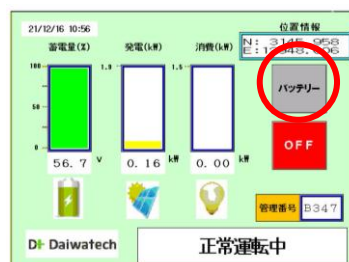 21/12/16 10:56
位置情報
蓄電量(%) 発電(kW) 消費(kW)
N: 3145.958
100 1.0 1.5
バッテリー
50
OFF
0
56.7 V 0.16 kW 0.00 kW
管理番号 B347
Daiwatech
正常運転中